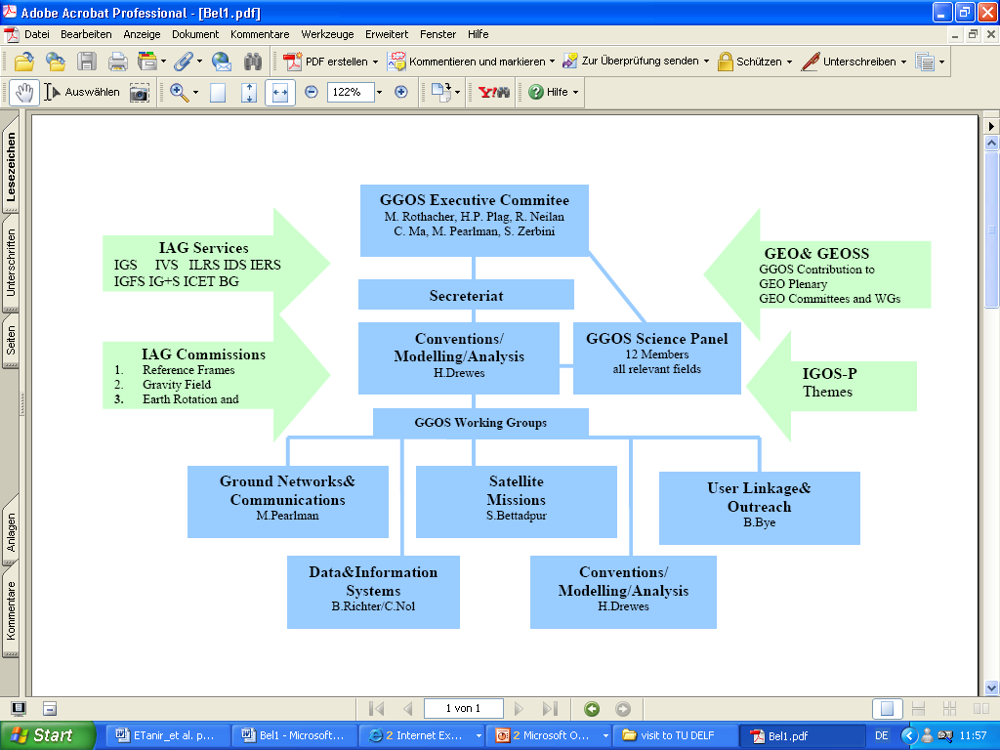 Adobe Acrobat Professional - [Bel1.pdf]
Datei Bearbeiten Anzeige Dokument Kommentare Werkzeuge Erweitert Fenster Hilfe
PDF erstellen Kommentieren und markieren Zur Überprüfung senden Schützen Unterschreiben
Auswählen 122% Y! Hilfe
Lesezeichen
Unterschriften
Seiten
Anlagen
Kommentare
GGOS Executive Commitee
M. Rothacher, H.P. Plag, R. Neilan
C. Ma, M. Pearlman, S. Zerbini
IAG Services
IGS IVS ILRS IDS IERS
IGFS IG+S ICET BG
GEO& GEOSS
GGOS Contribution to
GEO Plenary
GEO Committees and WGs
Secreteriat
Conventions/
Modelling/Analysis
H.Drewes
GGOS Science Panel
12 Members
all relevant fields
IAG Commissions
1. Reference Frames
2. Gravity Field
3. Earth Rotation and
IGOS-P
Themes
GGOS Working Groups
Ground Networks&
Communications
M.Pearlman
Satellite
Missions
S.Bettadpur
User Linkage&
Outreach
B.Bye
Data&Information
Systems
B.Richter/C.Nol
Conventions/
Modelling/Analysis
H.Drewes
1 von 1
Start ETanir_et al. p... Bel1 - Microsoft... 2 Internet Ex... 2 Microsoft O... visit to TU DELF Bel1.pdf DE 11:57